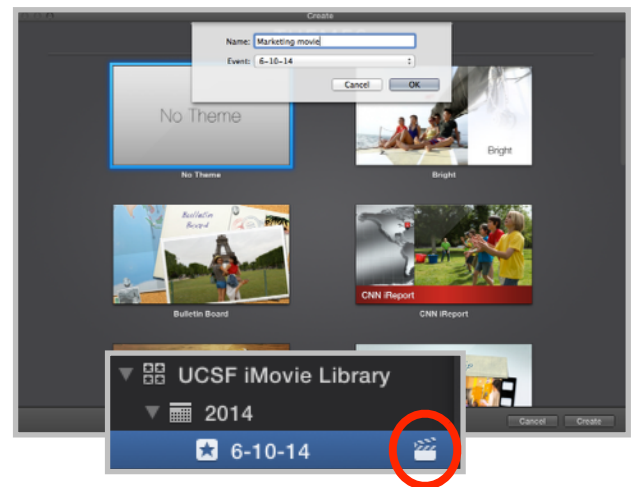 Create
Name: Marketing movie
Event: 6-10-14
Cancel OK
No Theme
Bright
No Theme
Bright
Bulletin
Board
CNN iReport
Bulletin Board
CNN iReport
UCSF iMovie Library
2014
6-10-14
Cancel Create